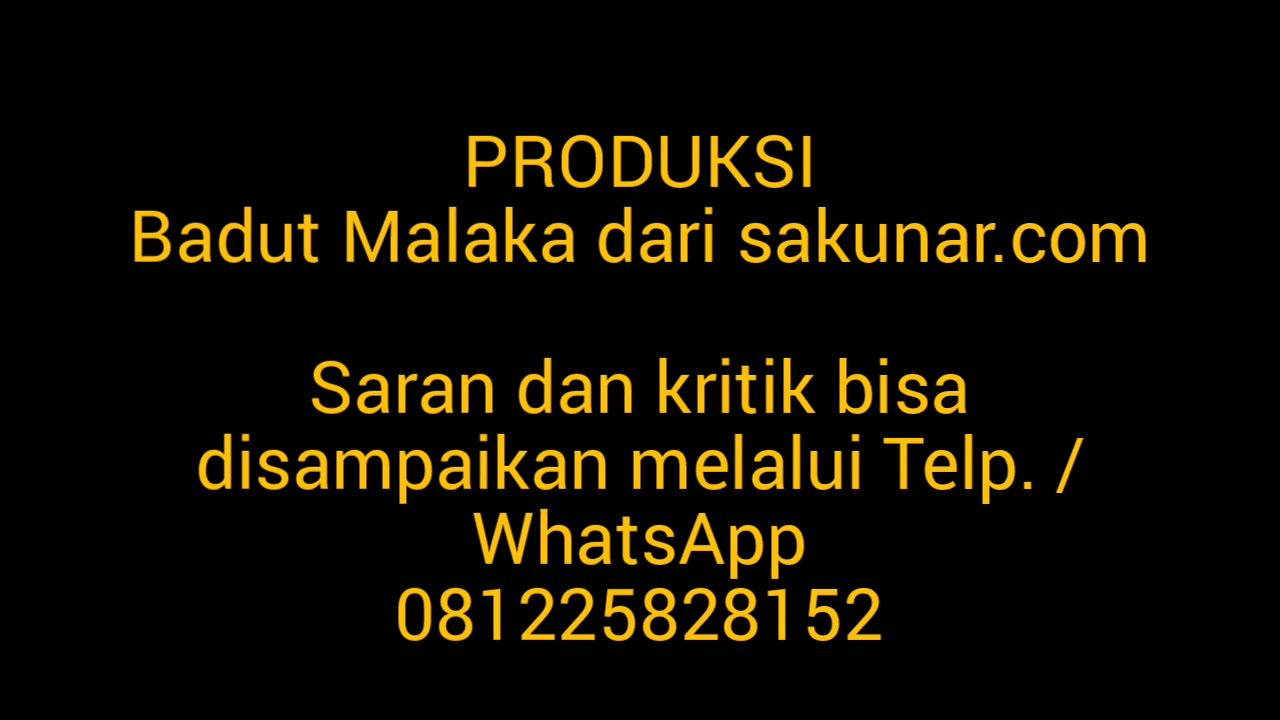 PRODUKSI
Badut Malaka dari sakunar.com
Saran dan kritik bisa
disampaikan melalui Telp. /
WhatsApp
081225828152